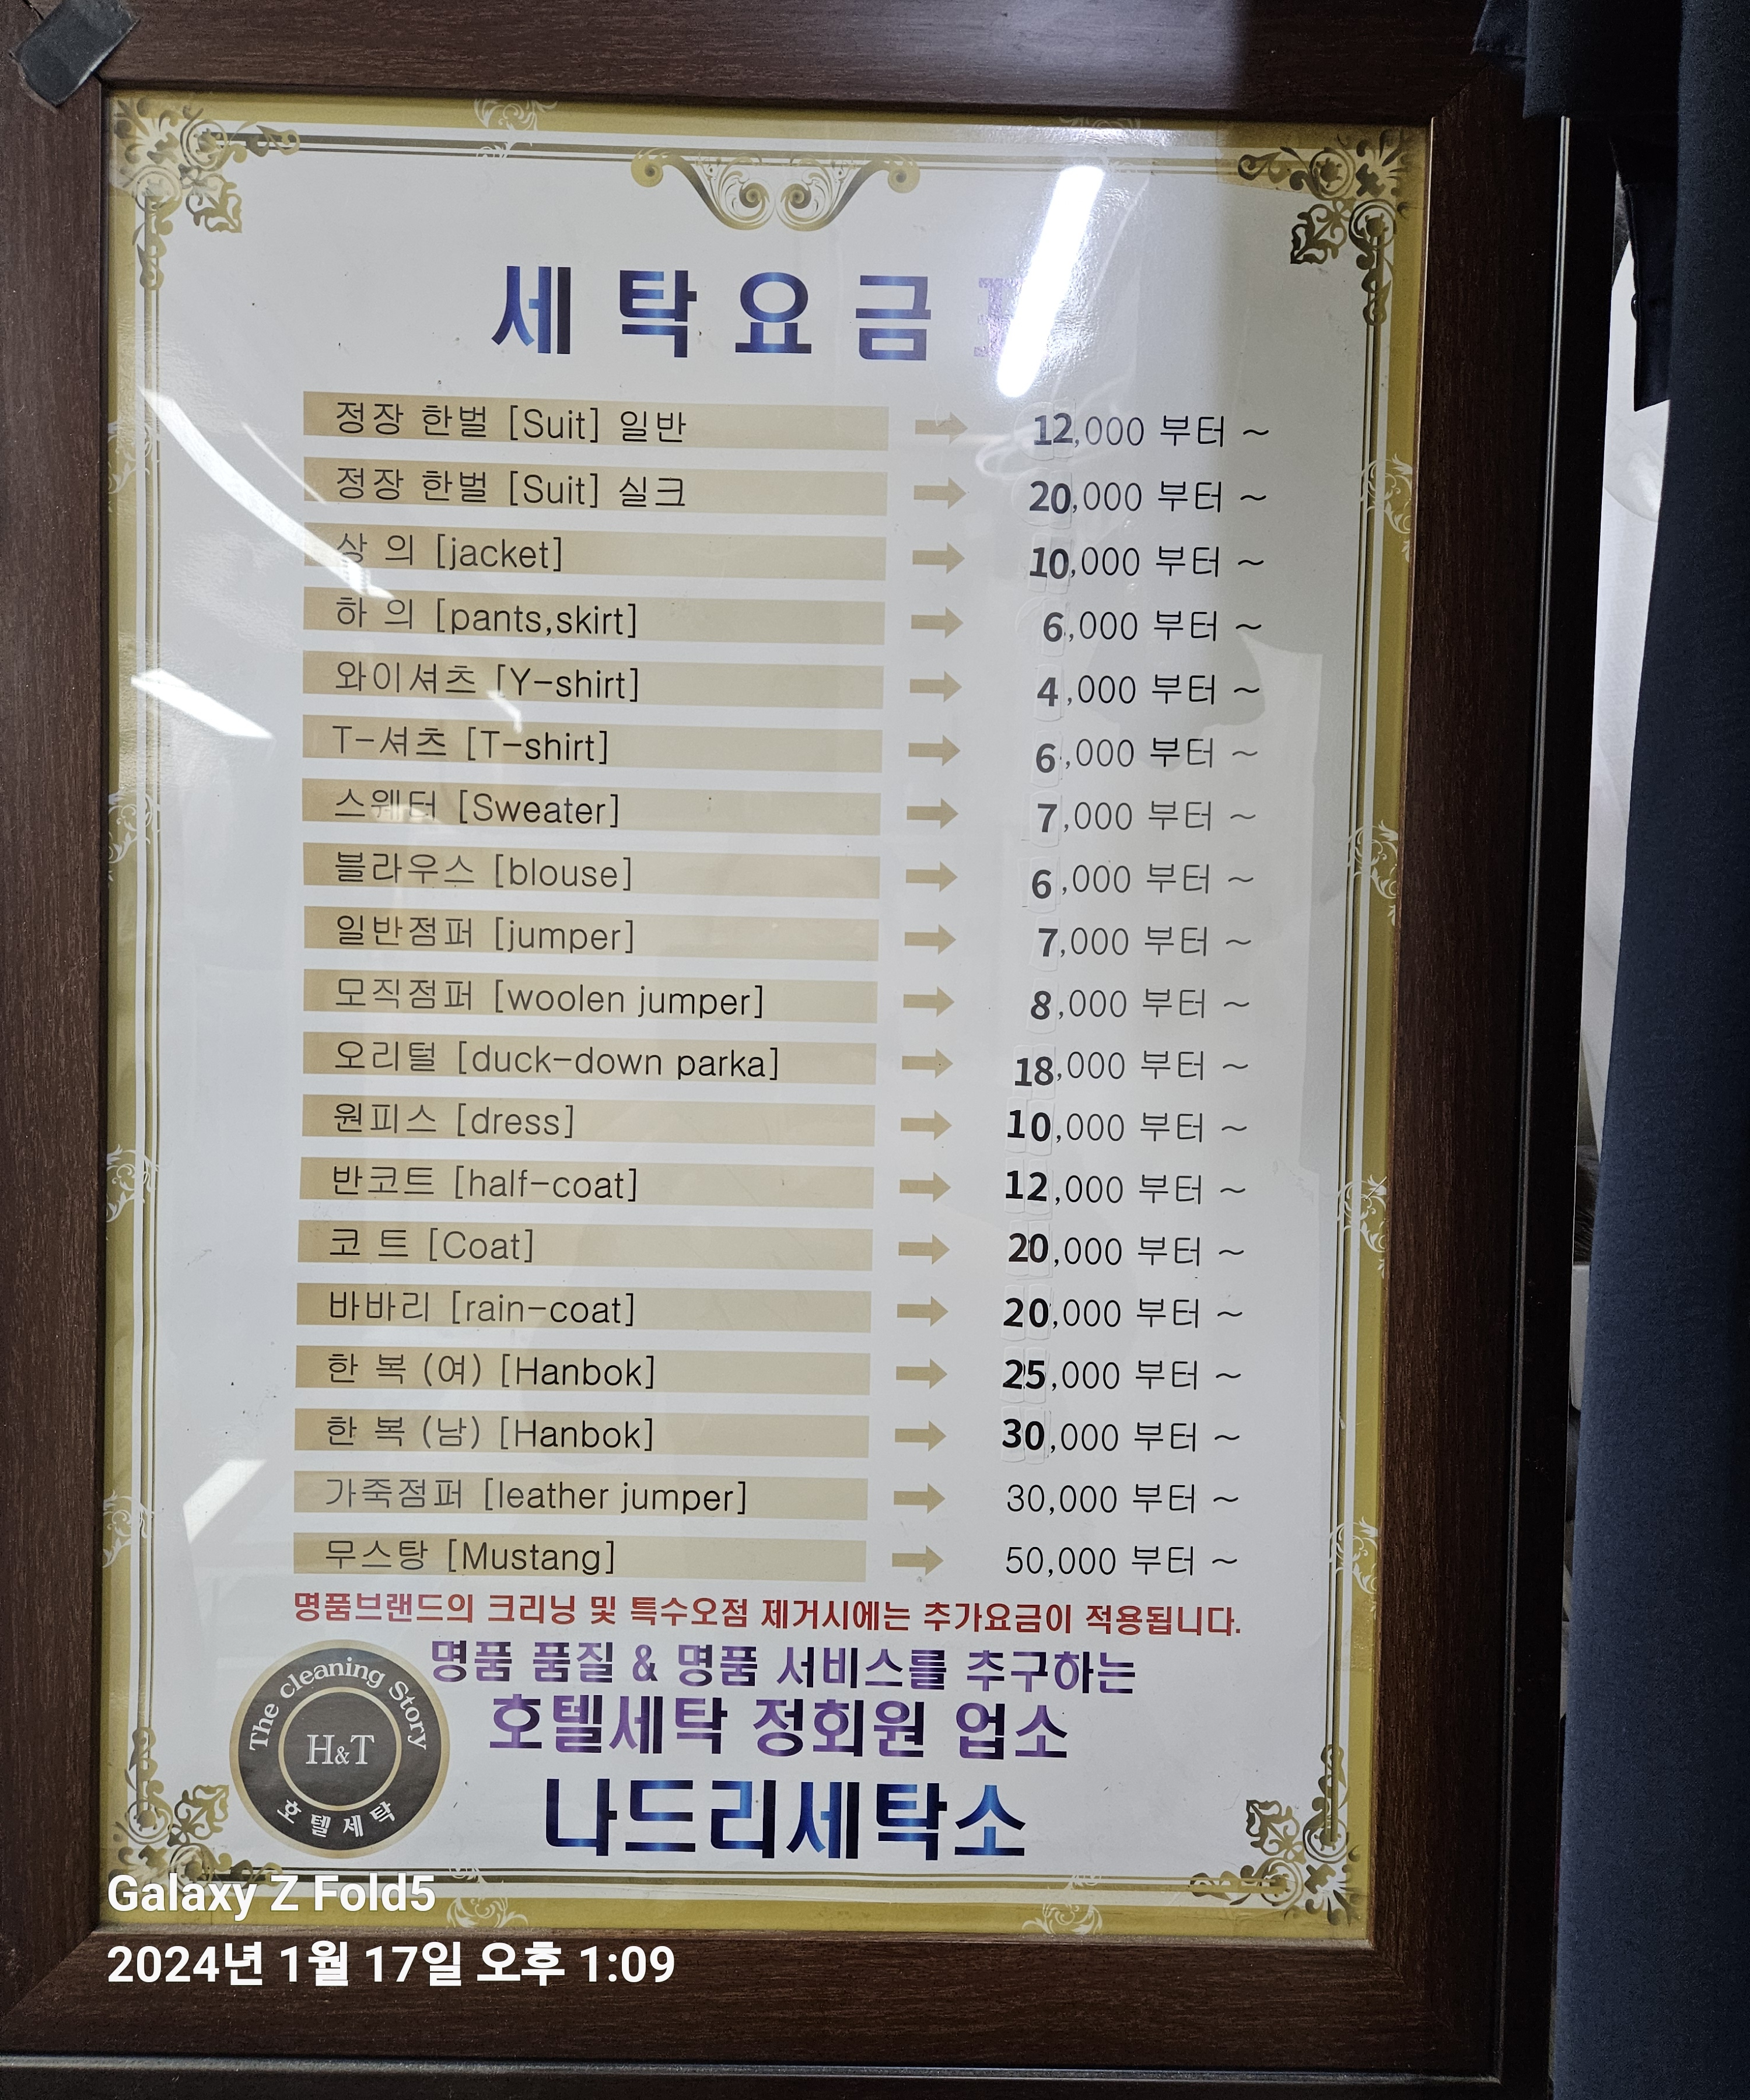 세탁요금표
정장 한벌 [Suit] 일반 → 12,000 부터 ~
정장 한벌 [Suit] 실크 → 20,000 부터 ~
상 의 [jacket] → 10,000 부터 ~
하 의 [pants,skirt] → 6,000 부터 ~
와이셔츠 [Y-shirt] → 4,000 부터 ~
T-셔츠 [T-shirt] → 6,000 부터 ~
스웨터 [Sweater] → 7,000 부터 ~
블라우스 [blouse] → 6,000 부터 ~
일반점퍼 [jumper] → 7,000 부터 ~
모직점퍼 [woolen jumper] → 8,000 부터 ~
오리털 [duck-down parka] → 18,000 부터 ~
원피스 [dress] → 10,000 부터 ~
반코트 [half-coat] → 12,000 부터 ~
코 트 [Coat] → 20,000 부터 ~
바바리 [rain-coat] → 20,000 부터 ~
한 복 (여) [Hanbok] → 25,000 부터 ~
한 복 (남) [Hanbok] → 30,000 부터 ~
가죽점퍼 [leather jumper] → 30,000 부터 ~
무스탕 [Mustang] → 50,000 부터 ~
명품브랜드의 크리닝 및 특수오점 제거시에는 추가요금이 적용됩니다.
명품 품질 & 명품 서비스를 추구하는
호텔세탁 정회원 업소
나드리세탁소
The cleaning Story
H&T
호텔세탁
Galaxy Z Fold5
2024년 1월 17일 오후 1:09